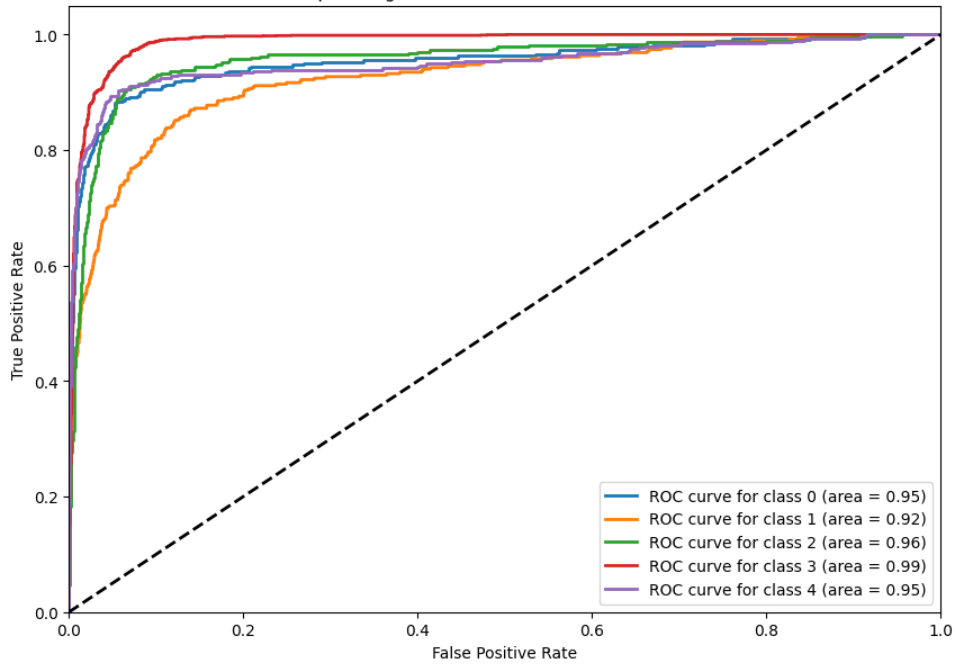 1.0
0.8
0.6
0.4
0.2
0.0
True Positive Rate
ROC curve for class 0 (area = 0.95)
ROC curve for class 1 (area = 0.92)
ROC curve for class 2 (area = 0.96)
ROC curve for class 3 (area = 0.99)
ROC curve for class 4 (area = 0.95)
0.0 0.2 0.4 0.6 0.8 1.0
False Positive Rate